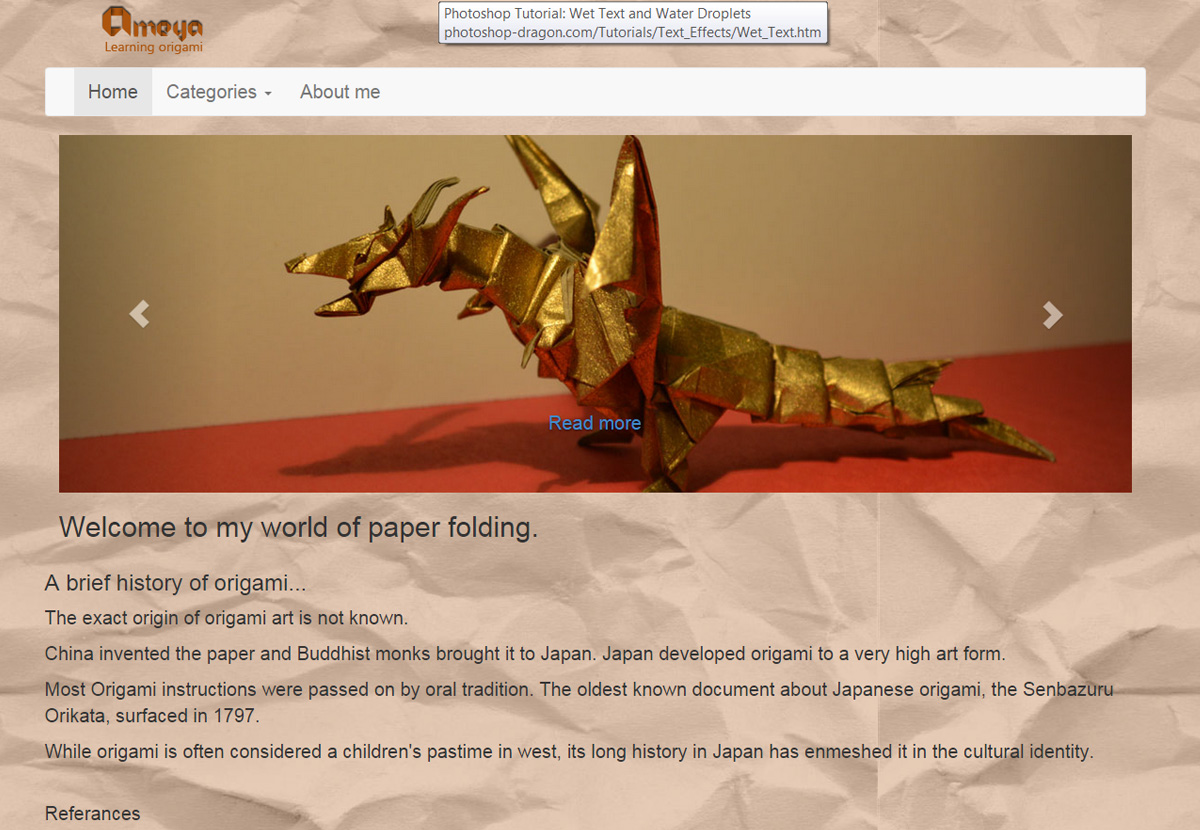 Ameya
Learning origami
Photoshop Tutorial: Wet Text and Water Droplets
photoshop-dragon.com/Tutorials/Text_Effects/Wet_Text.htm
Home Categories About me
Read more
Welcome to my world of paper folding.
A brief history of origami...
The exact origin of origami art is not known.
China invented the paper and Buddhist monks brought it to Japan. Japan developed origami to a very high art form.
Most Origami instructions were passed on by oral tradition. The oldest known document about Japanese origami, the Senbazuru
Orikata, surfaced in 1797.
While origami is often considered a children's pastime in west, its long history in Japan has enmeshed it in the cultural identity.
Referances